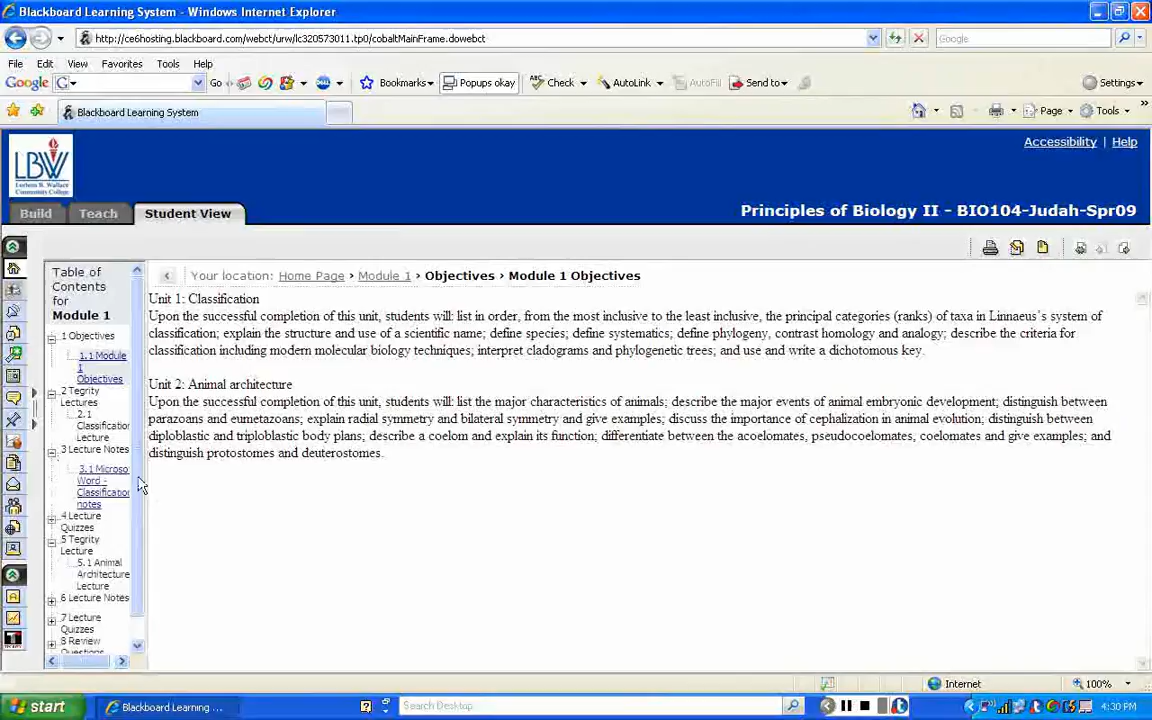 Blackboard Learning System - Windows Internet Explorer
http://ce6hosting.blackboard.com/webct/urw/lc320573011.tp0/cobaltMainFrame.dowebct
Google
File Edit View Favorites Tools Help
Google Go Bookmarks Popups okay Check AutoLink AutoFill Send to Settings
Blackboard Learning System Page Tools
LBW
Accessibility | Help
Build Teach Student View
Principles of Biology II - BIO104-Judah-Spr09
Your location: Home Page › Module 1 › Objectives › Module 1 Objectives
Table of
Contents
for
Module 1
1 Objectives
1.1 Module
1
Objectives
2 Tegrity
Lectures
2.1
Classification
Lecture
3 Lecture Notes
3.1 Microso
Word -
Classification
notes
4 Lecture
Quizzes
5 Tegrity
Lecture
5.1 Animal
Architecture
Lecture
6 Lecture Notes
7 Lecture
Quizzes
8 Review
Questions
Unit 1: Classification
Upon the successful completion of this unit, students will: list in order, from the most inclusive to the least inclusive, the principal categories (ranks) of taxa in Linnaeus's system of
classification; explain the structure and use of a scientific name; define species; define systematics; define phylogeny, contrast homology and analogy; describe the criteria for
classification including modern molecular biology techniques; interpret cladograms and phylogenetic trees; and use and write a dichotomous key.
Unit 2: Animal architecture
Upon the successful completion of this unit, students will: list the major characteristics of animals; describe the major events of animal embryonic development; distinguish between
parazoans and eumetazoans; explain radial symmetry and bilateral symmetry and give examples; discuss the importance of cephalization in animal evolution; distinguish between
diploblastic and triploblastic body plans; describe a coelom and explain its function; differentiate between the acoelomates, pseudocoelomates, coelomates and give examples; and
distinguish protostomes and deuterostomes.
Internet 100%
start Blackboard Learning ... Search Desktop 4:30 PM